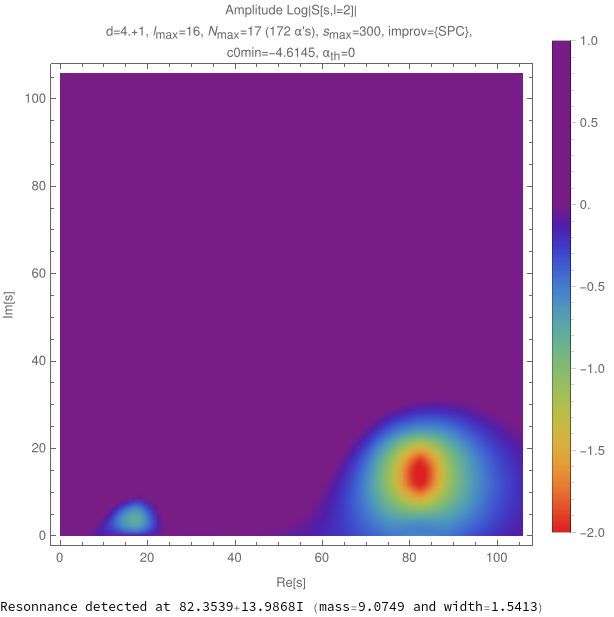 Amplitude Log|S[s,l=2]|
d=4.+1, lmax=16, Nmax=17 (172 α's), smax=300, improv={SPC},
c0min=−4.6145, αth=0
1.0
0.5
0.
−0.5
−1.0
−1.5
−2.0
100
80
60
40
20
0
Im[s]
0 20 40 60 80 100
Re[s]
Resonnance detected at 82.3539+13.9868I (mass=9.0749 and width=1.5413)